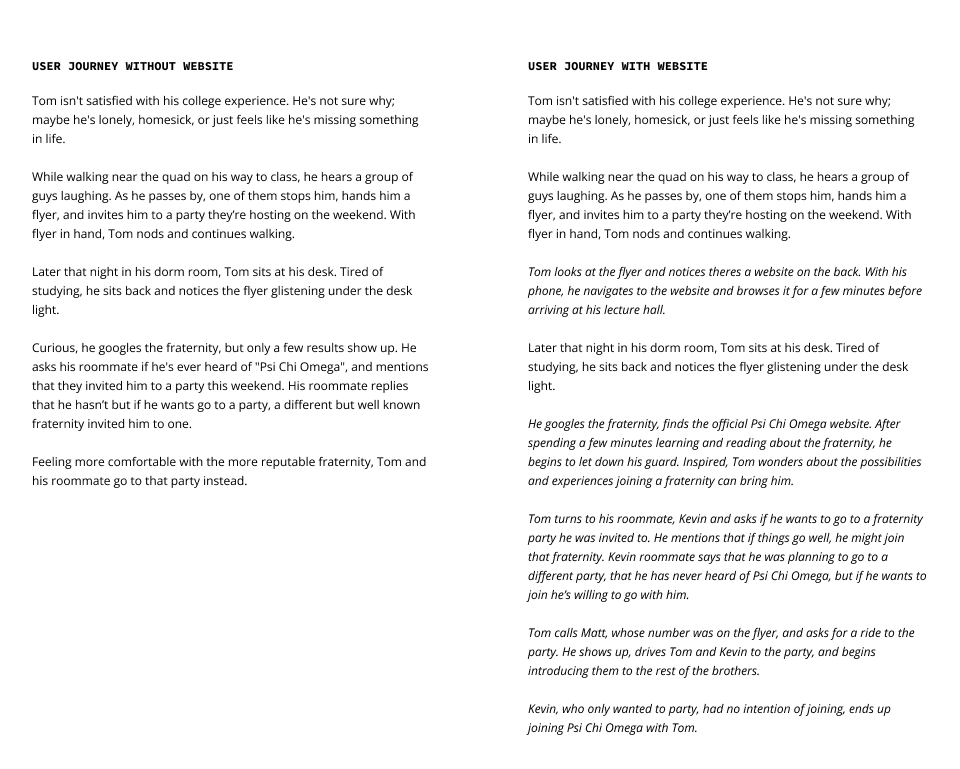 USER JOURNEY WITHOUT WEBSITE
Tom isn't satisfied with his college experience. He's not sure why;
maybe he's lonely, homesick, or just feels like he's missing something
in life.
While walking near the quad on his way to class, he hears a group of
guys laughing. As he passes by, one of them stops him, hands him a
flyer, and invites him to a party they’re hosting on the weekend. With
flyer in hand, Tom nods and continues walking.
Later that night in his dorm room, Tom sits at his desk. Tired of
studying, he sits back and notices the flyer glistening under the desk
light.
Curious, he googles the fraternity, but only a few results show up. He
asks his roommate if he's ever heard of "Psi Chi Omega", and mentions
that they invited him to a party this weekend. His roommate replies
that he hasn’t but if he wants go to a party, a different but well known
fraternity invited him to one.
Feeling more comfortable with the more reputable fraternity, Tom and
his roommate go to that party instead.
USER JOURNEY WITH WEBSITE
Tom isn't satisfied with his college experience. He's not sure why;
maybe he's lonely, homesick, or just feels like he's missing something
in life.
While walking near the quad on his way to class, he hears a group of
guys laughing. As he passes by, one of them stops him, hands him a
flyer, and invites him to a party they’re hosting on the weekend. With
flyer in hand, Tom nods and continues walking.
Tom looks at the flyer and notices theres a website on the back. With his
phone, he navigates to the website and browses it for a few minutes before
arriving at his lecture hall.
Later that night in his dorm room, Tom sits at his desk. Tired of
studying, he sits back and notices the flyer glistening under the desk
light.
He googles the fraternity, finds the official Psi Chi Omega website. After
spending a few minutes learning and reading about the fraternity, he
begins to let down his guard. Inspired, Tom wonders about the possibilities
and experiences joining a fraternity can bring him.
Tom turns to his roommate, Kevin and asks if he wants to go to a fraternity
party he was invited to. He mentions that if things go well, he might join
that fraternity. Kevin roommate says that he was planning to go to a
different party, that he has never heard of Psi Chi Omega, but if he wants to
join he’s willing to go with him.
Tom calls Matt, whose number was on the flyer, and asks for a ride to the
party. He shows up, drives Tom and Kevin to the party, and begins
introducing them to the rest of the brothers.
Kevin, who only wanted to party, had no intention of joining, ends up
joining Psi Chi Omega with Tom.